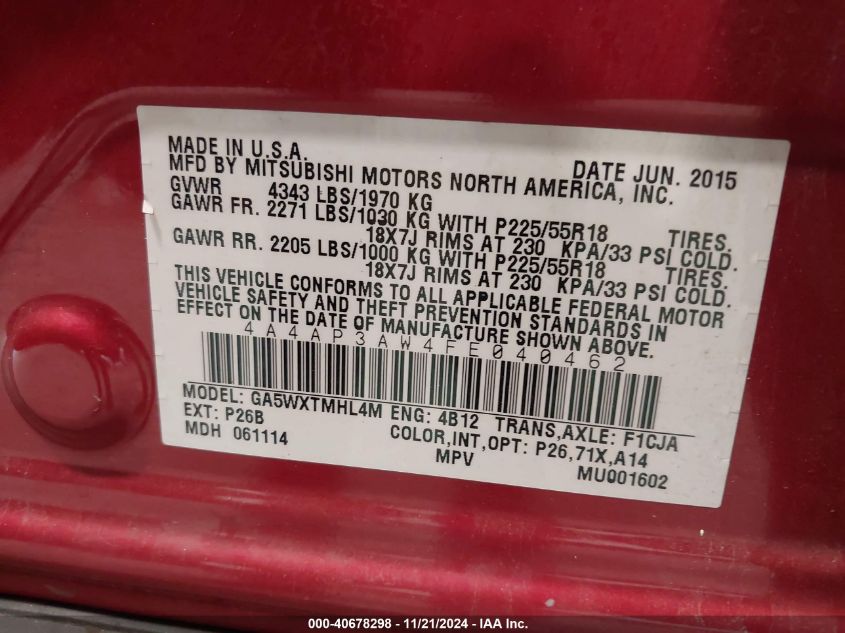 MADE IN U.S.A. DATE JUN. 2015
MFD BY MITSUBISHI MOTORS NORTH AMERICA, INC.
GVWR 4343 LBS/1970 KG
GAWR FR. 2271 LBS/1030 KG WITH P225/55R18 TIRES.
18X7J RIMS AT 230 KPA/33 PSI COLD.
GAWR RR. 2205 LBS/1000 KG WITH P225/55R18 TIRES.
18X7J RIMS AT 230 KPA/33 PSI COLD.
THIS VEHICLE CONFORMS TO ALL APPLICABLE FEDERAL MOTOR
VEHICLE SAFETY AND THEFT PREVENTION STANDARDS IN
EFFECT ON THE DATE OF MANUFACTURE SHOWN ABOVE.
4A4AP3AW4FE040462
MODEL: GA5WXTMHL4M ENG: 4B12 TRANS,AXLE: F1CJA
EXT: P26B COLOR,INT,OPT: P26,71X,A14
MDH 061114 MPV MU001602
000-40678298 - 11/21/2024 - IAA Inc.